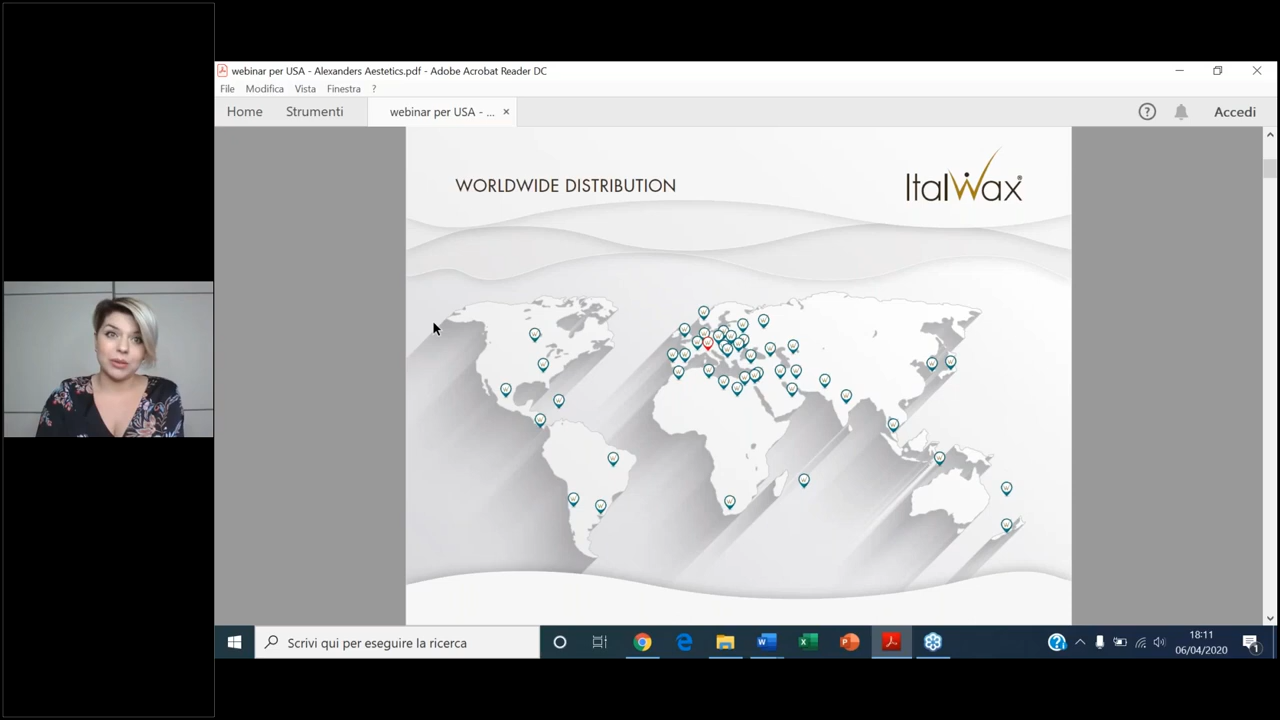 webinar per USA - Alexanders Aestetics.pdf - Adobe Acrobat Reader DC
File Modifica Vista Finestra ?
Home Strumenti webinar per USA - ... × Accedi
WORLDWIDE DISTRIBUTION
ItalWax®
Scrivi qui per eseguire la ricerca
18:11
06/04/2020
1